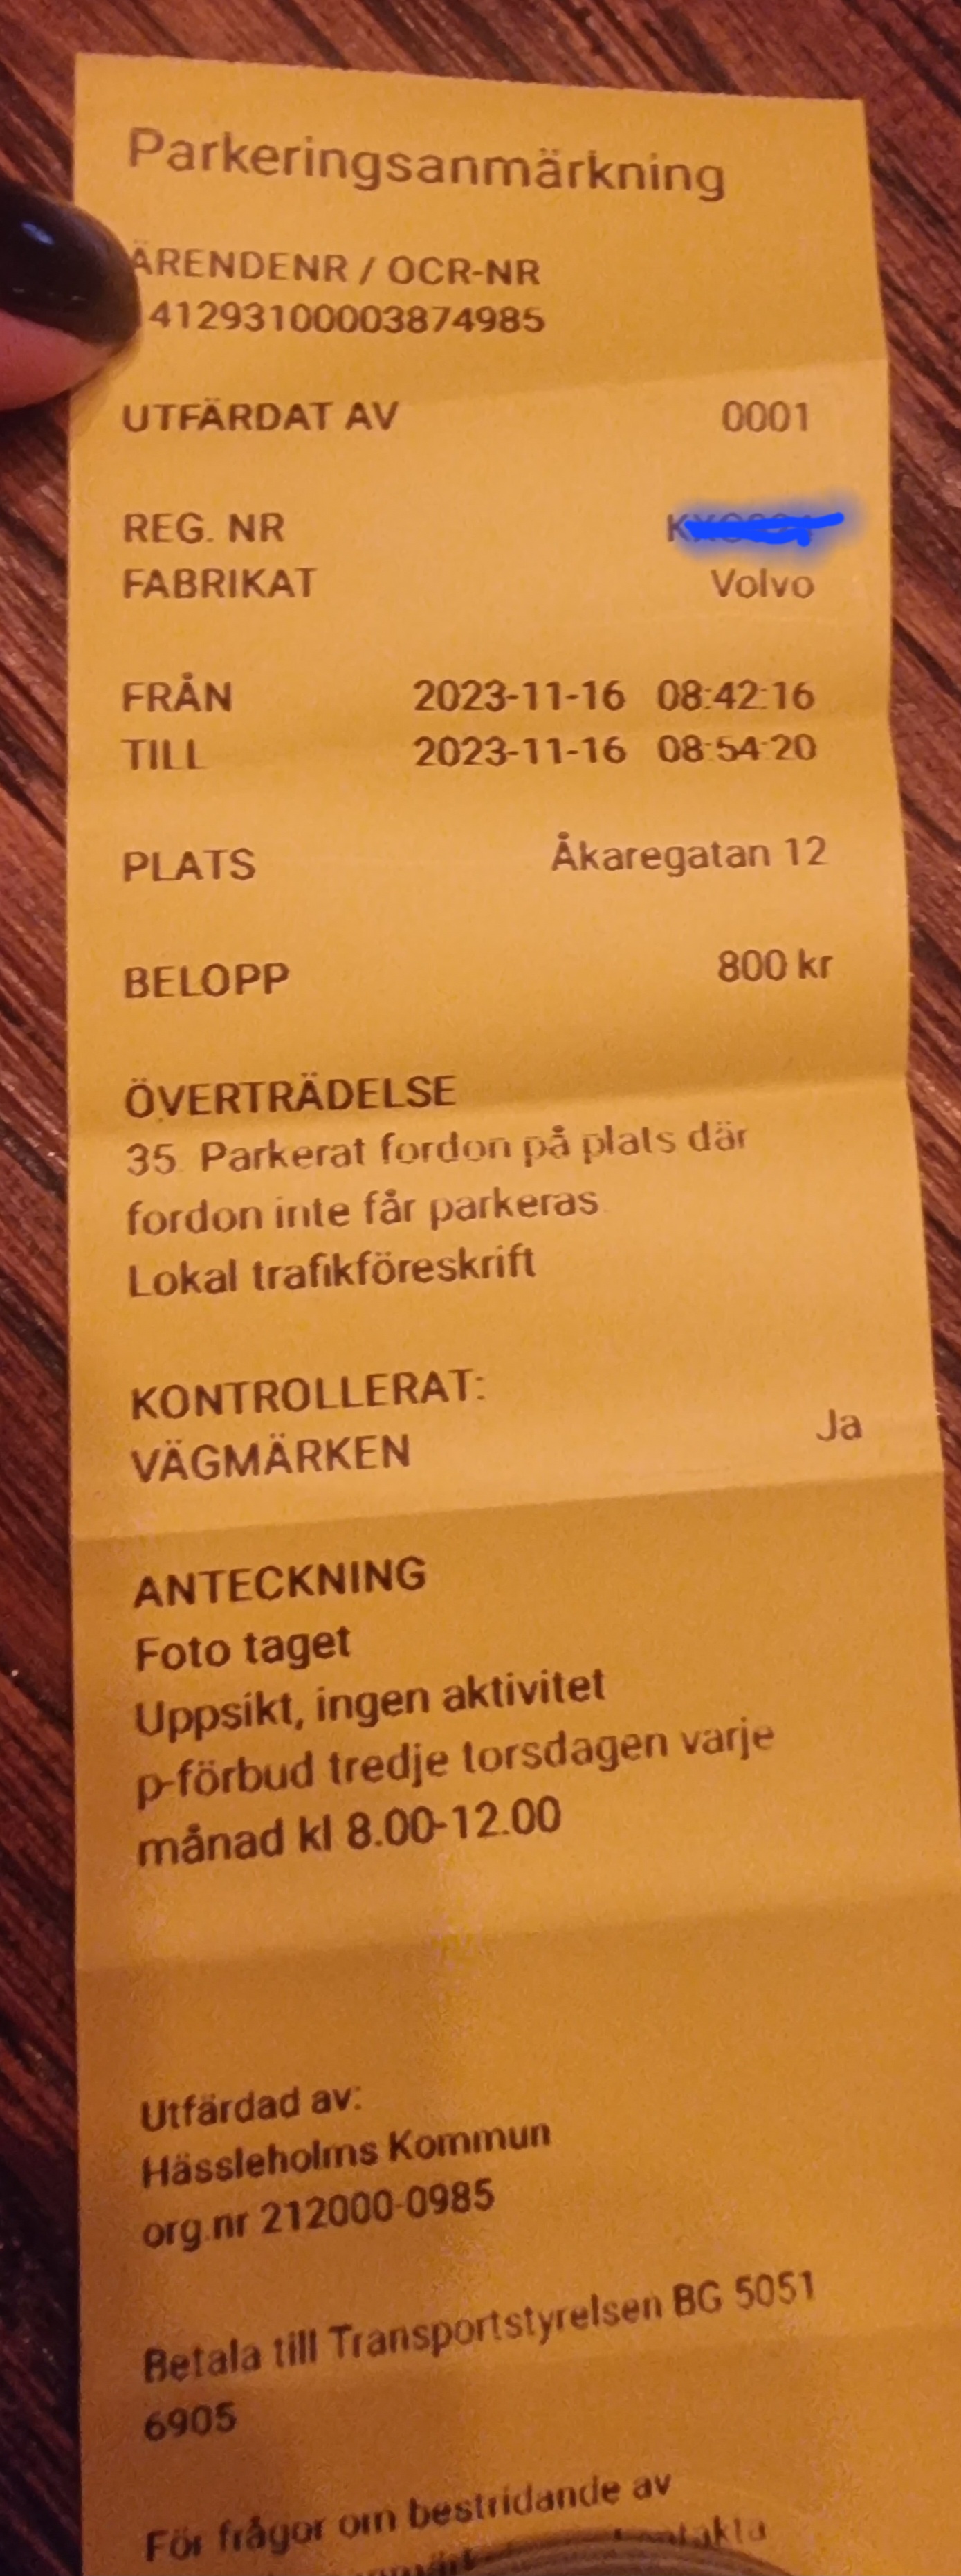 Parkeringsanmärkning
ÄRENDENR / OCR-NR
41293100003874985
UTFÄRDAT AV 0001
REG. NR
FABRIKAT Volvo
FRÅN 2023-11-16 08:42:16
TILL 2023-11-16 08:54:20
PLATS Åkaregatan 12
BELOPP 800 kr
ÖVERTRÄDELSE
35 Parkerat fordon på plats där
fordon inte får parkeras
Lokal trafikföreskrift
KONTROLLERAT:
VÄGMÄRKEN Ja
ANTECKNING
Foto taget
Uppsikt, ingen aktivitet
p-förbud tredje torsdagen varje
månad kl 8.00-12.00
Utfärdad av:
Hässleholms Kommun
org.nr 212000-0985
Betala till Transportstyrelsen BG 5051
6905
För frågor om bestridande av